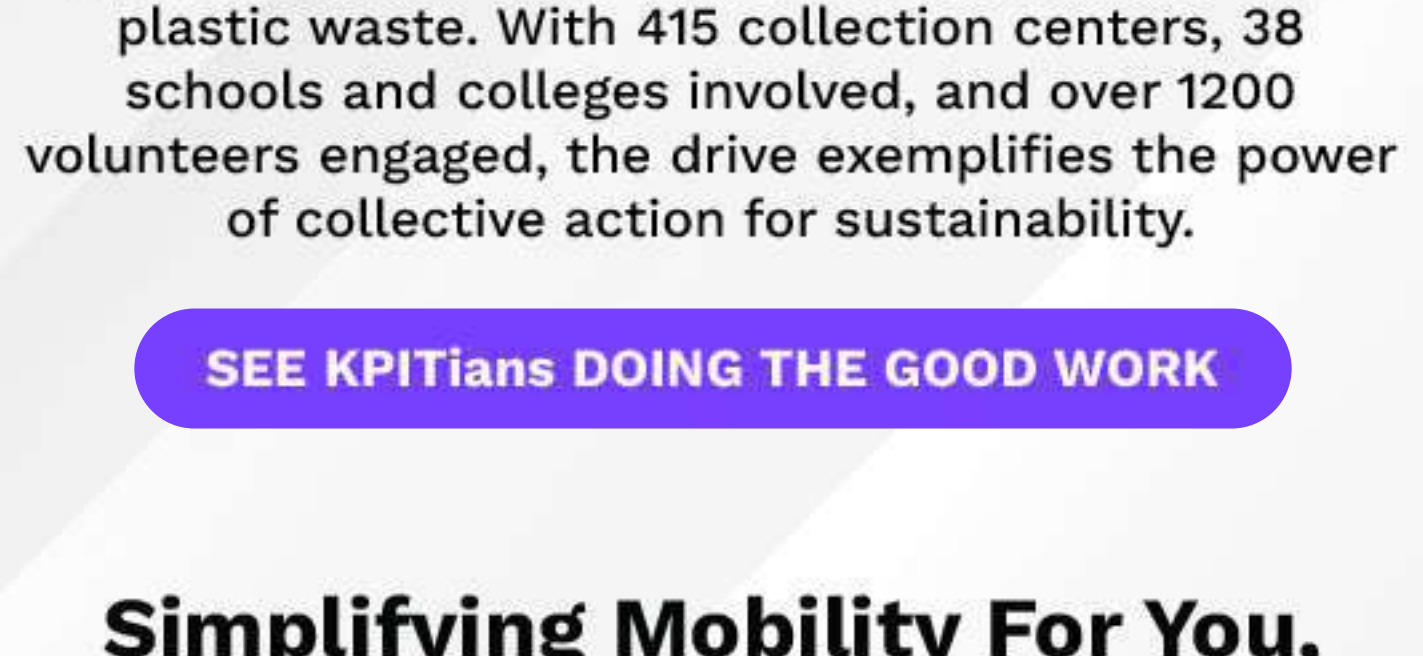 plastic waste. With 415 collection centers, 38
schools and colleges involved, and over 1200
volunteers engaged, the drive exemplifies the power
of collective action for sustainability.
SEE KPITians DOING THE GOOD WORK
Simplifying Mobility For You,